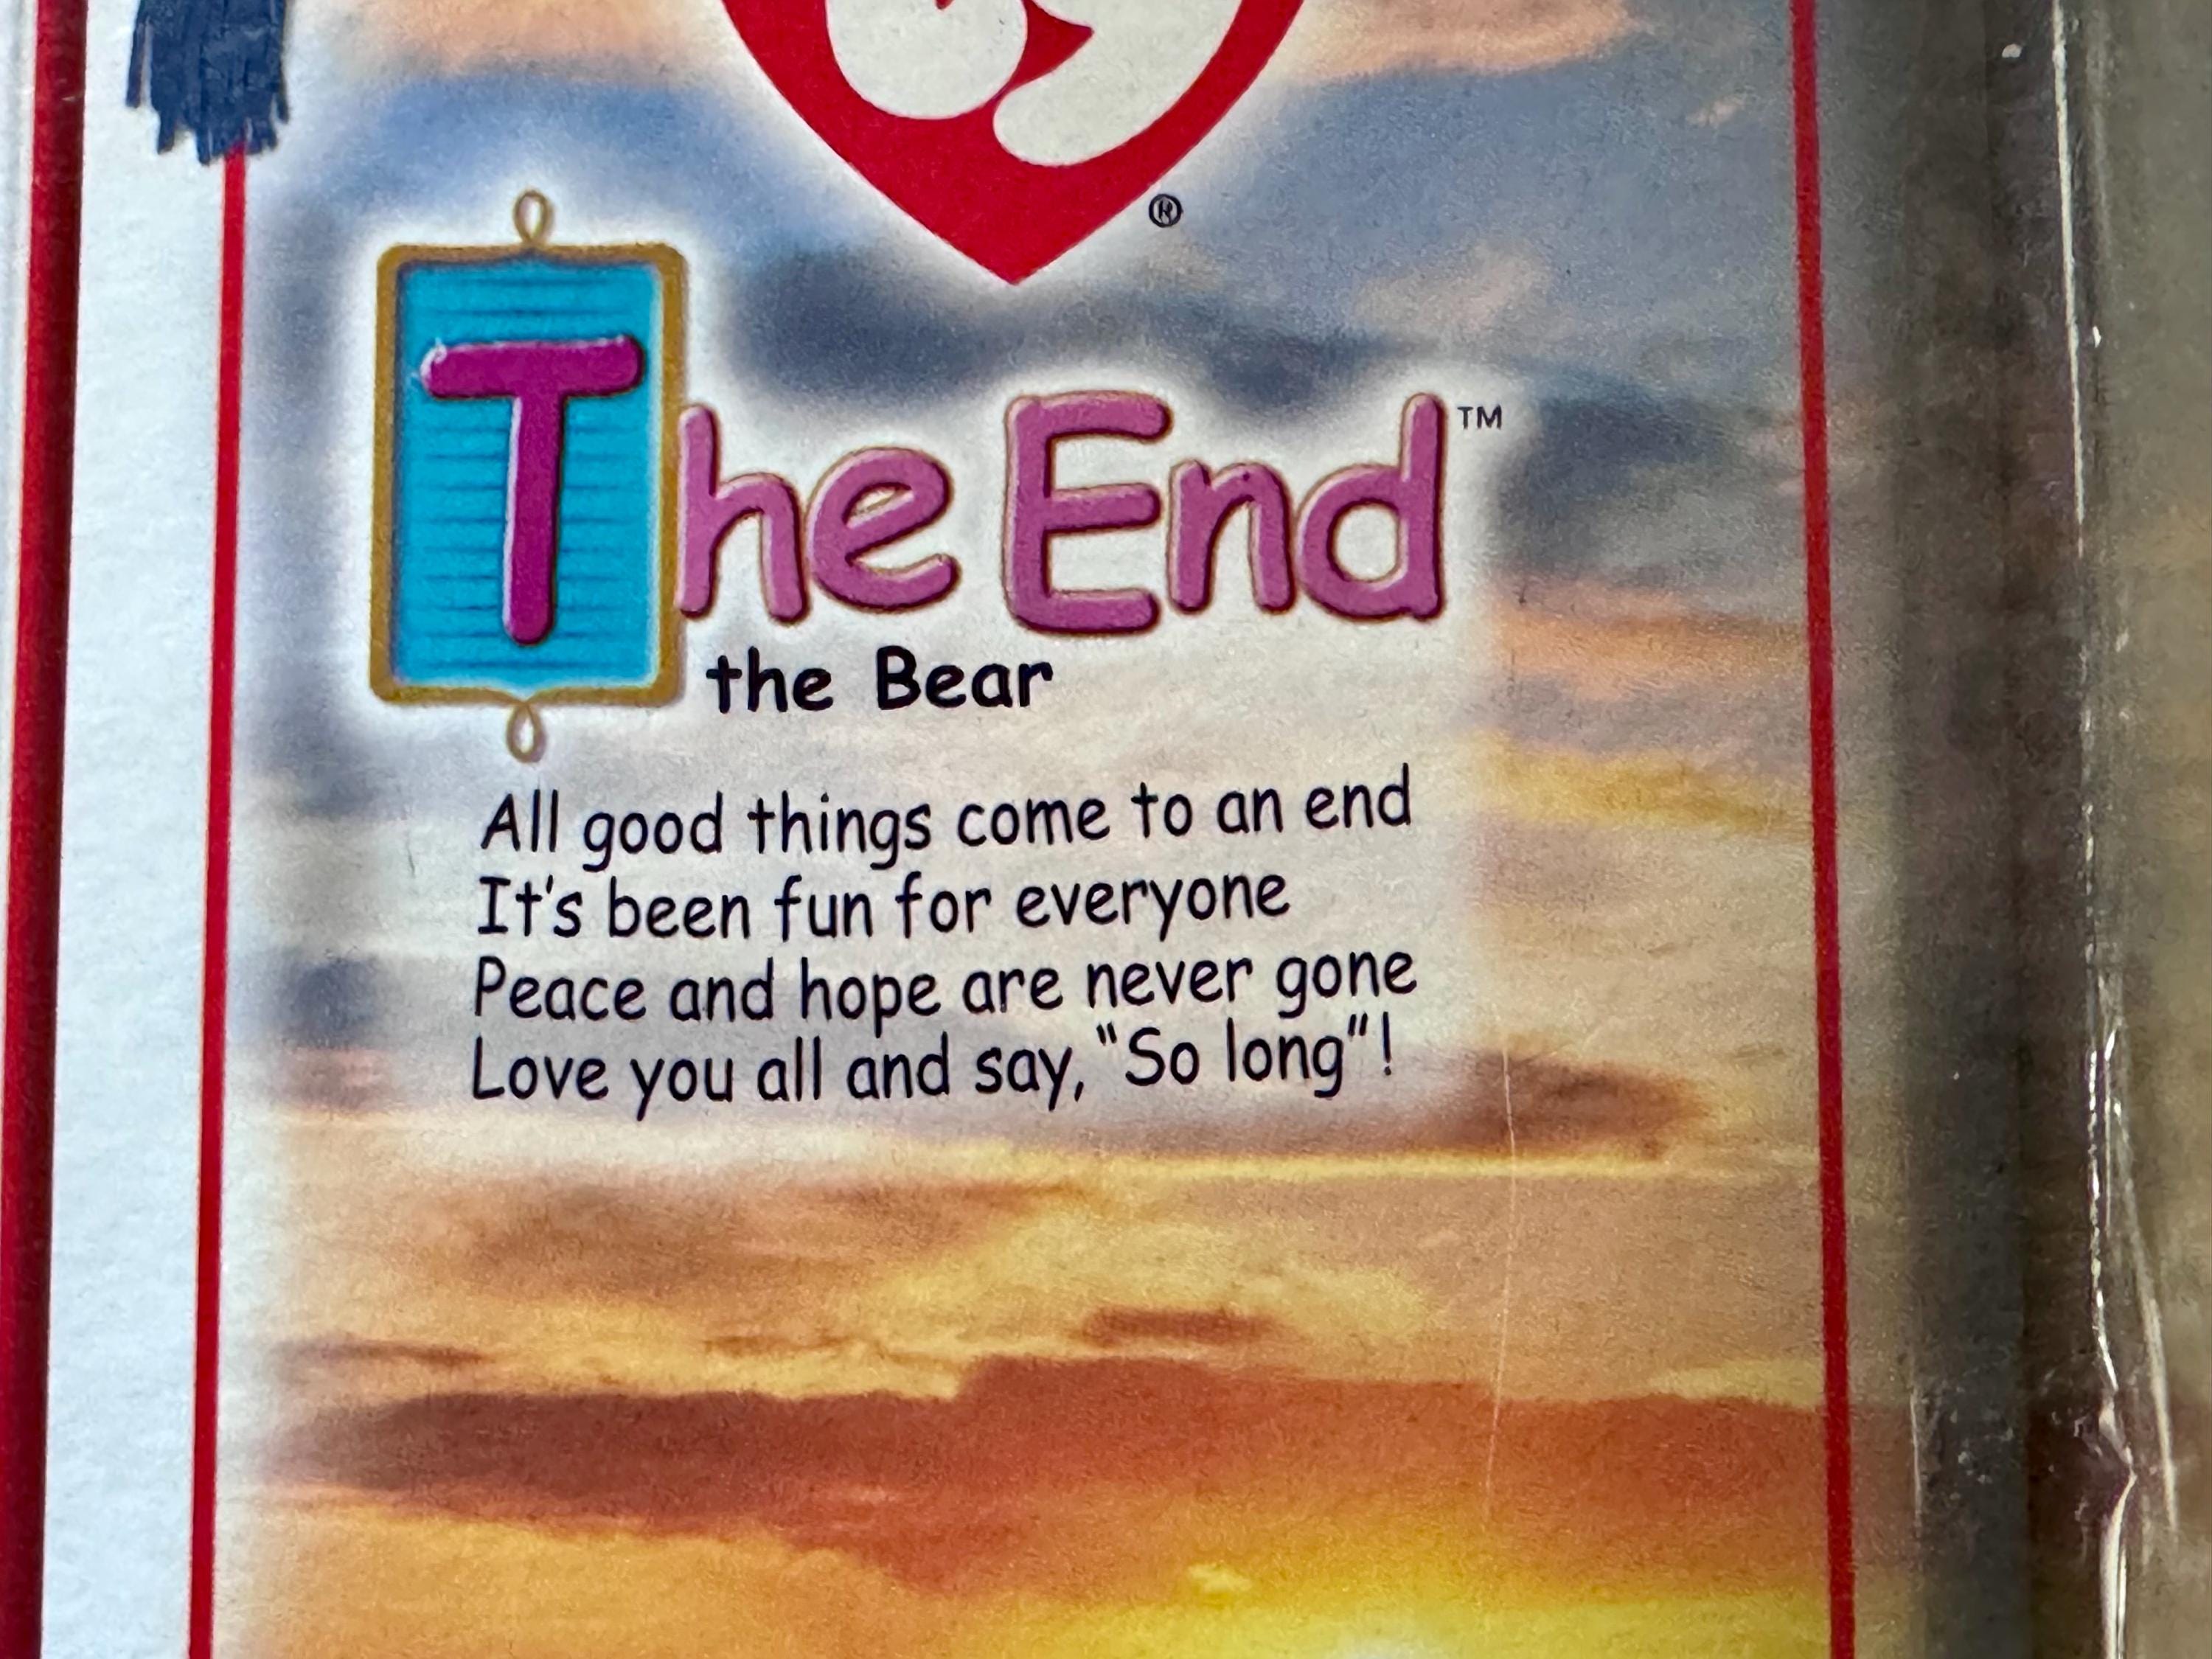 ty®
The End™
the Bear
All good things come to an end
It's been fun for everyone
Peace and hope are never gone
Love you all and say, "So long"!